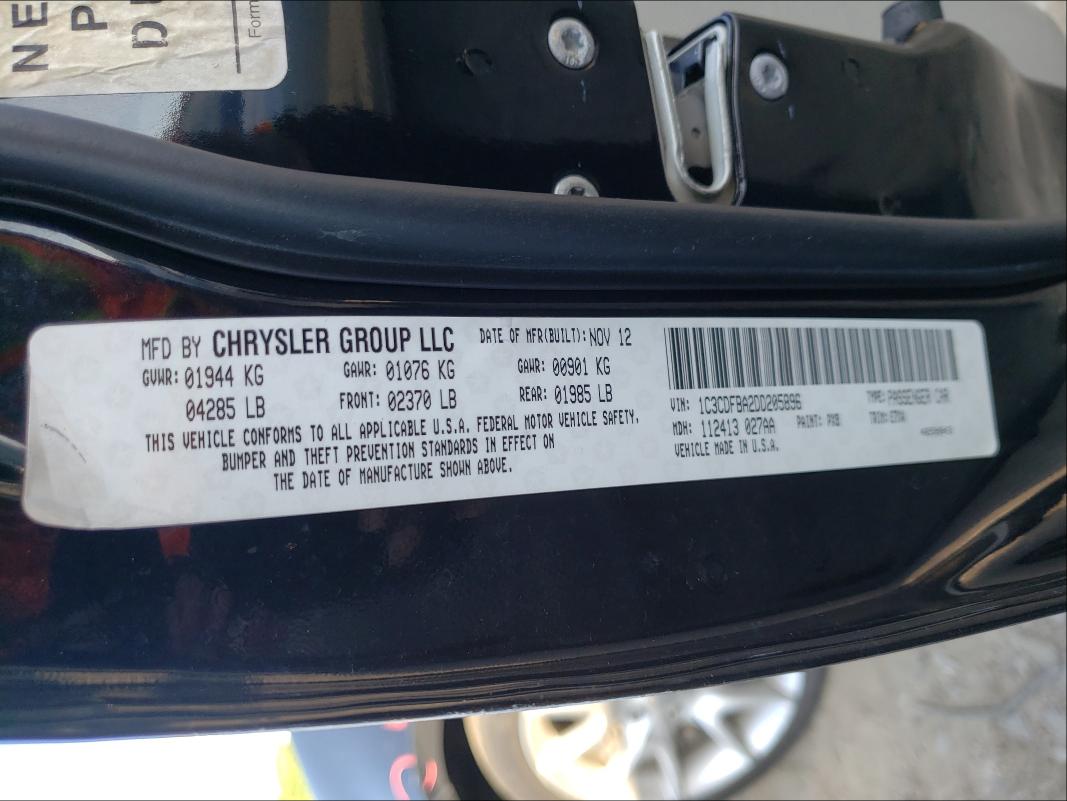 NE
P
D
Form
MFD BY CHRYSLER GROUP LLC DATE OF MFR(BUILT): NOV 12
GVWR: 01944 KG GAWR: 01076 KG GAWR: 00901 KG
04285 LB FRONT: 02370 LB REAR: 01985 LB
THIS VEHICLE CONFORMS TO ALL APPLICABLE U.S.A. FEDERAL MOTOR VEHICLE SAFETY,
BUMPER AND THEFT PREVENTION STANDARDS IN EFFECT ON
THE DATE OF MANUFACTURE SHOWN ABOVE.
VIN: 1C3CDFBA2DD205896 TYPE: PASSENGER CAR
MDH: 112413 027AA PAINT: PXB TRIM:
VEHICLE MADE IN U.S.A.